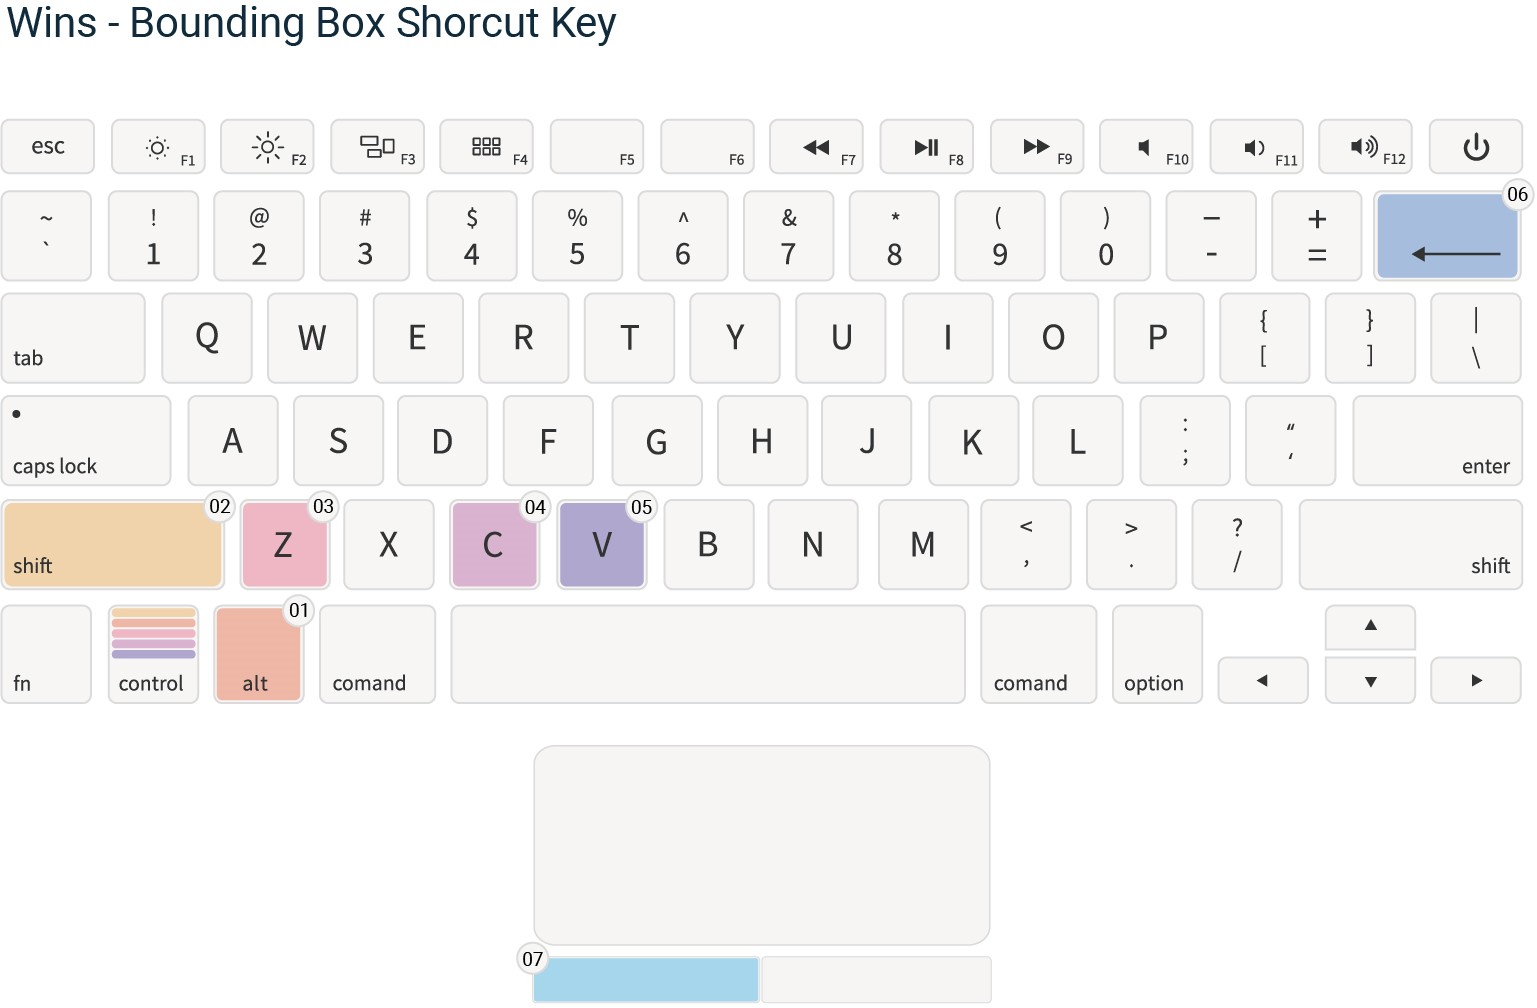 Wins - Bounding Box Shorcut Key
esc F1 F2 F3 F4 F5 F6 F7 F8 F9 F10 F11 F12
06
~ ! @ # $ % ^ & * ( ) – +
` 1 2 3 4 5 6 7 8 9 0 - =
tab Q W E R T Y U I O P { [ } ] | \
caps lock A S D F G H J K L : ; “ ‘ enter
02 03 04 05
shift Z X C V B N M < , > . ? / shift
01
fn control alt comand comand option
07